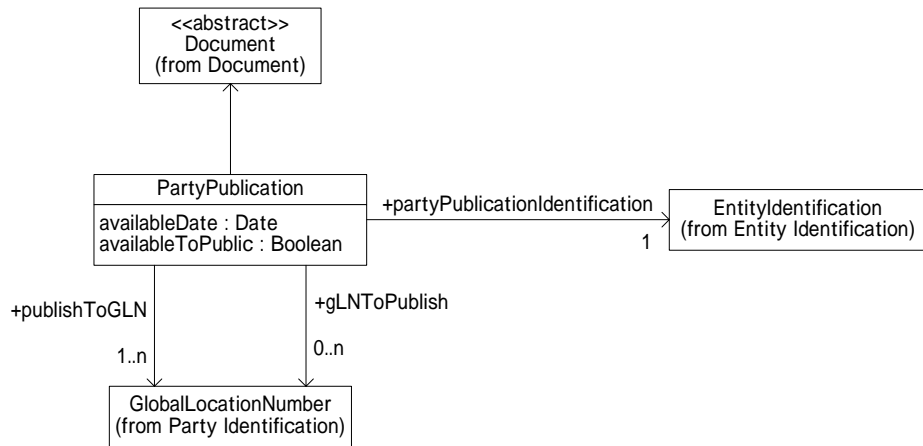 <<abstract>>
Document
(from Document)
PartyPublication
availableDate : Date
availableToPublic : Boolean
+partyPublicationIdentification
1
EntityIdentification
(from Entity Identification)
+publishToGLN
+gLNToPublish
1..n
0..n
GlobalLocationNumber
(from Party Identification)